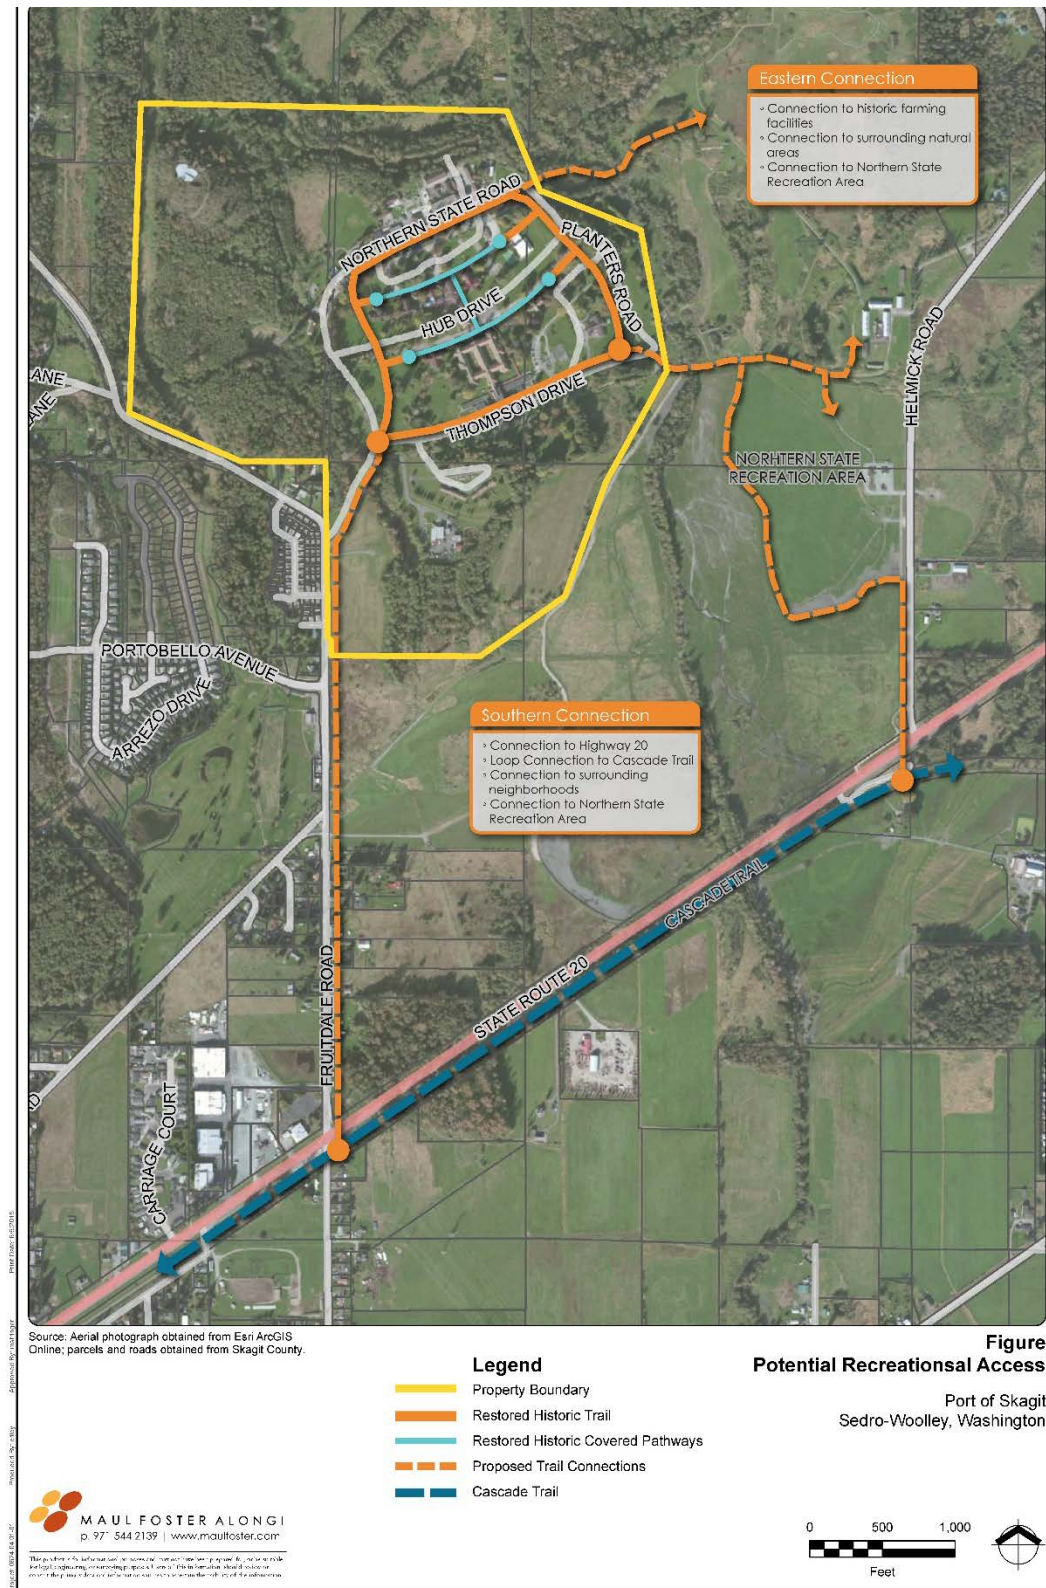 Eastern Connection
◦ Connection to historic farming
facilities
◦ Connection to surrounding natural
areas
◦ Connection to Northern State
Recreation Area
NORTHERN STATE ROAD
PLANTERS ROAD
HUB DRIVE
THOMPSON DRIVE
HELMICK ROAD
LANE
LANE
NORHTERN STATE
RECREATION AREA
PORTOBELLO AVENUE
ARREZO DRIVE
Southern Connection
◦ Connection to Highway 20
◦ Loop Connection to Cascade Trail
◦ Connection to surrounding
neighborhoods
◦ Connection to Northern State
Recreation Area
CASCADE TRAIL
STATE ROUTE 20
FRUITDALE ROAD
CARRIAGE COURT
Source: Aerial photograph obtained from Esri ArcGIS
Online; parcels and roads obtained from Skagit County.
Figure
Potential Recreationsal Access
Port of Skagit
Sedro-Woolley, Washington
Legend
Property Boundary
Restored Historic Trail
Restored Historic Covered Pathways
Proposed Trail Connections
Cascade Trail
MAUL FOSTER ALONGI
p. 971 544 2139 | www.maulfoster.com
0 500 1,000
Feet